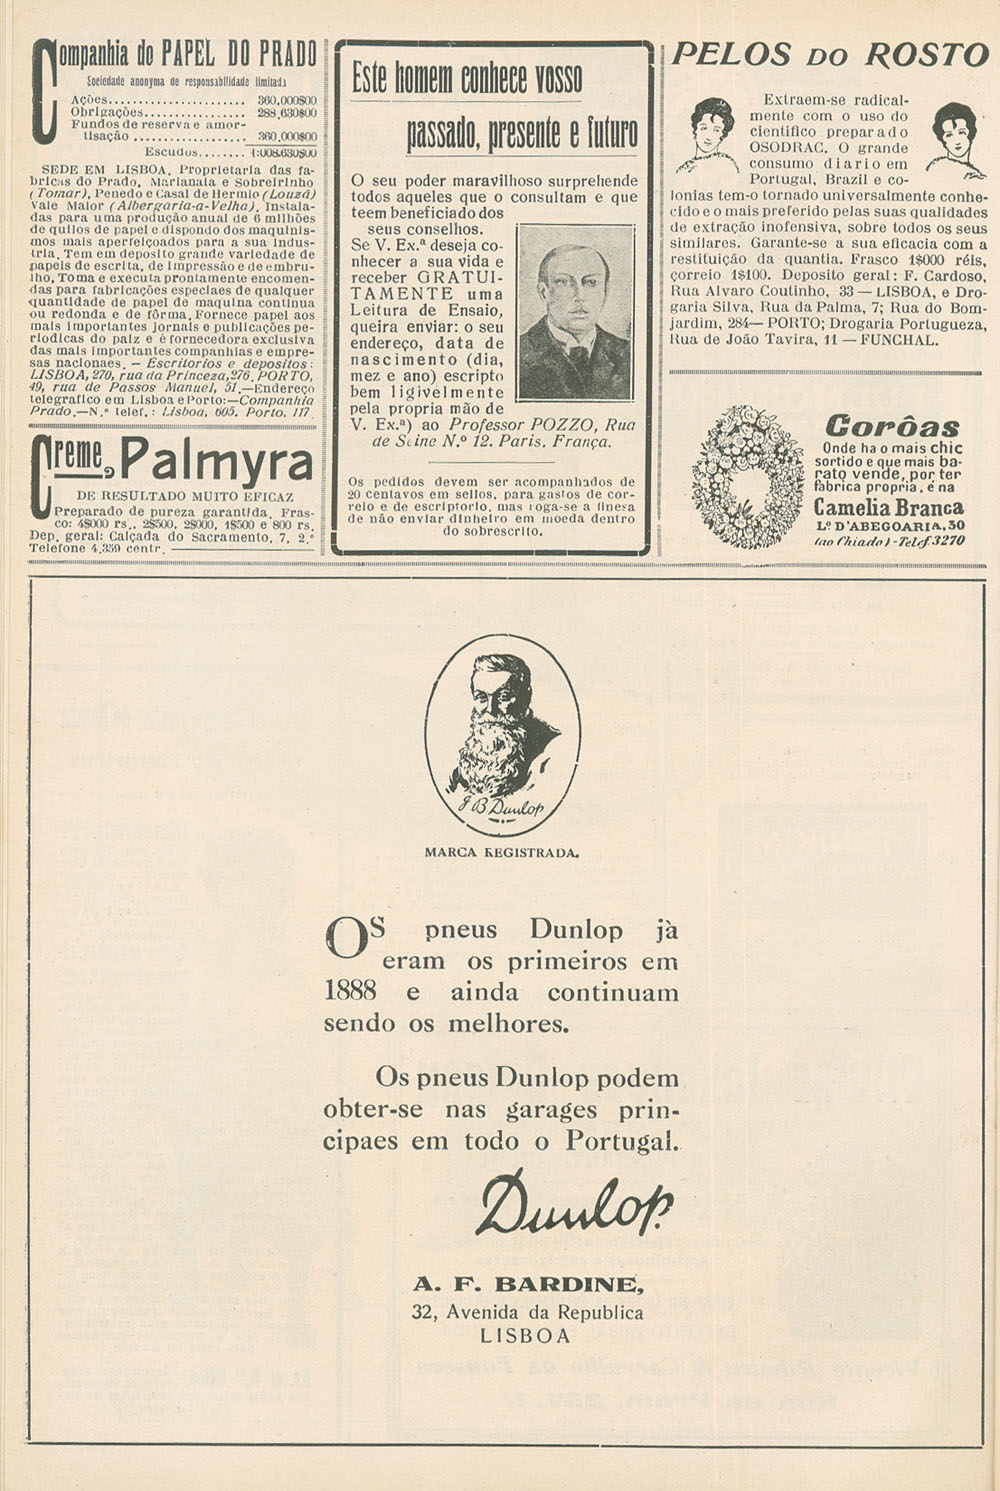 Companhia do PAPEL DO PRADO
Sociedade anonyma de responsabilidade limitada
Ações...................... 360,000$00
Obrigações................. 288,630$00
Fundos de reserva e amor-
tisação ................ 360,000$00
Escudos........ 1:008.630$00
SEDE EM LISBOA. Proprietaria das fa-
bricas do Prado, Marianaia e Sobreirinho
(Tomar), Penedo e Casal de Hermio (Louzã)
Vale Maior (Albergaria-a-Velha). Instala-
das para uma produção anual de 6 milhões
de quilos de papel e dispondo dos maquinis-
mos mais aperfeiçoados para a sua indus-
tria. Tem em deposito grande variedade de
papeis de escrita, de impressão e de embru-
lho, Toma e executa prontamente encomen-
das para fabricações especiaes de qualquer
quantidade de papel de maquina continua
ou redonda e de fôrma. Fornece papel aos
mais importantes jornais e publicações pe-
riodicas do paiz e é fornecedora exclusiva
das mais importantes companhias e empre-
sas nacionaes. — Escritorios e depositos:
LISBOA, 270, rua da Princeza, 276. PORTO,
49, rua de Passos Manuel, 51.—Endereço
telegrafico em Lisboa e Porto:—Companhia
Prado.—N.º telef.: Lisboa, 605. Porto, 117.
Creme, Palmyra
DE RESULTADO MUITO EFICAZ
Preparado de pureza garantida. Fras-
co: 4$000 rs., 2$500, 2$000, 1$500 e 800 rs.
Dep. geral: Calçada do Sacramento, 7, 2.º
Telefone 4.359 centr.
Este homem conhece vosso
passado, presente e futuro
O seu poder maravilhoso surprehende
todos aqueles que o consultam e que
teem beneficiado dos
seus conselhos.
Se V. Ex.ª deseja co-
nhecer a sua vida e
receber GRATUI-
TAMENTE uma
Leitura de Ensaio,
queira enviar: o seu
endereço, data de
nascimento (dia,
mez e ano) escripto
bem ligivelmente
pela propria mão de
V. Ex.ª) ao Professor POZZO, Rua
de Seine N.º 12. Paris. França.
Os pedidos devem ser acompanhados de
20 centavos em sellos, para gastos de cor-
reio e de escriptorio, mas roga-se a finesa
de não enviar dinheiro em moeda dentro
do sobrescrito.
PELOS DO ROSTO
Extraem-se radical-
mente com o uso do
cientifico preparado
OSODRAC. O grande
consumo diario em
Portugal, Brazil e co-
lonias tem-o tornado universalmente conhe-
cido e o mais preferido pelas suas qualidades
de extração inofensiva, sobre todos os seus
similares. Garante-se a sua eficacia com a
restituição da quantia. Frasco 1$000 réis,
correio 1$100. Deposito geral: F. Cardoso,
Rua Alvaro Coutinho, 33 — LISBOA, e Dro-
garia Silva, Rua da Palma, 7; Rua do Bom-
jardim, 284— PORTO; Drogaria Portugueza,
Rua de João Tavira, 11 — FUNCHAL.
Corôas
Onde ha o mais chic
sortido e que mais ba-
rato vende, por ter
fabrica propria, é na
Camelia Branca
L.º D'ABEGOARIA, 30
(ao Chiado) - Telef. 3270
J B Dunlop
MARCA REGISTRADA.
OS pneus Dunlop jà
eram os primeiros em
1888 e ainda continuam
sendo os melhores.
Os pneus Dunlop podem
obter-se nas garages prin-
cipaes em todo o Portugal.
Dunlop.
A. F. BARDINE,
32, Avenida da Republica
LISBOA